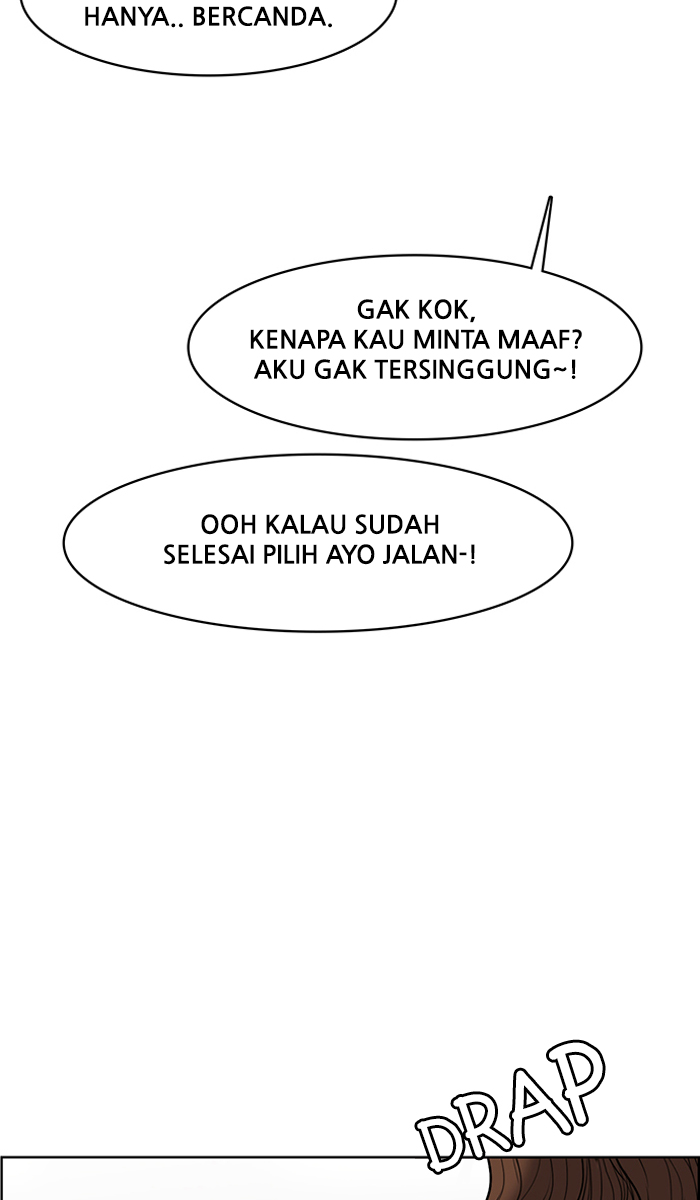 HANYA.. BERCANDA.
GAK KOK,
KENAPA KAU MINTA MAAF?
AKU GAK TERSINGGUNG~!
OOH KALAU SUDAH
SELESAI PILIH AYO JALAN-!
DRAP